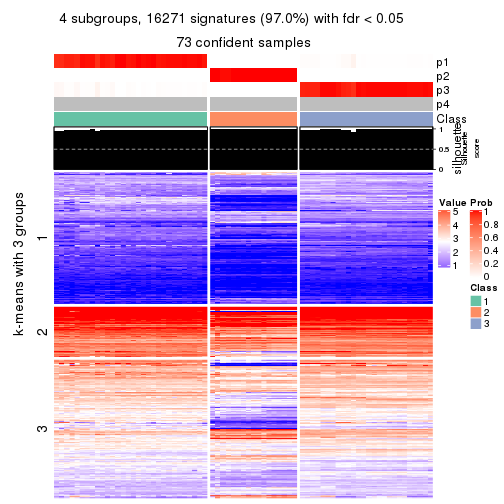 4 subgroups, 16271 signatures (97.0%) with fdr < 0.05
73 confident samples
p1
p2
p3
p4
Class
1
0.5
0
silhouette
Silhouette
score
k-means with 3 groups
1
2
3
Value
5
4
3
2
1
Prob
1
0.8
0.6
0.4
0.2
0
Class
1
2
3